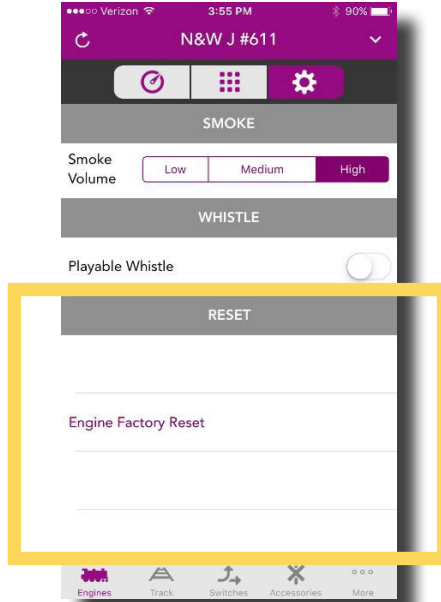 Verizon 3:55 PM 90%
N&W J #611
SMOKE
Smoke
Volume
Low Medium High
WHISTLE
Playable Whistle
RESET
Engine Factory Reset
Engines Track Switches Accessories More